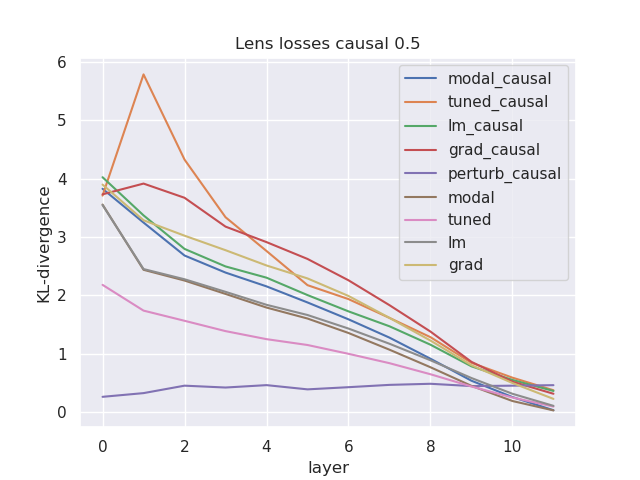 Lens losses causal 0.5
KL-divergence
6
5
4
3
2
1
0
0
2
4
6
8
10
layer
modal_causal
tuned_causal
lm_causal
grad_causal
perturb_causal
modal
tuned
lm
grad